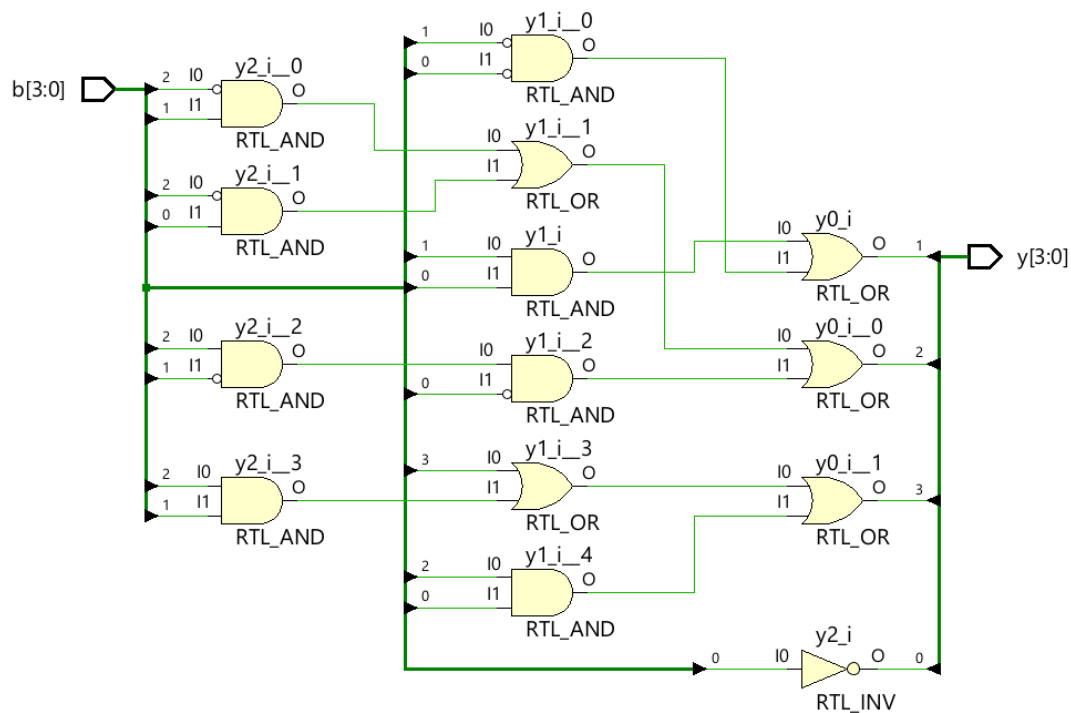 b[3:0]
2 I0 y2_i__0 O
1 I1
RTL_AND
2 I0 y2_i__1 O
0 I1
RTL_AND
2 I0 y2_i__2 O
1 I1
RTL_AND
2 I0 y2_i__3 O
1 I1
RTL_AND
1 I0 y1_i__0 O
0 I1
RTL_AND
I0 y1_i__1 O
I1
RTL_OR
1 I0 y1_i O
0 I1
RTL_AND
I0 y1_i__2 O
0 I1
RTL_AND
3 I0 y1_i__3 O
I1
RTL_OR
2 I0 y1_i__4 O
0 I1
RTL_AND
I0 y0_i O 1
I1
RTL_OR
I0 y0_i__0 O 2
I1
RTL_OR
I0 y0_i__1 O 3
I1
RTL_OR
0 I0 y2_i O 0
RTL_INV
y[3:0]